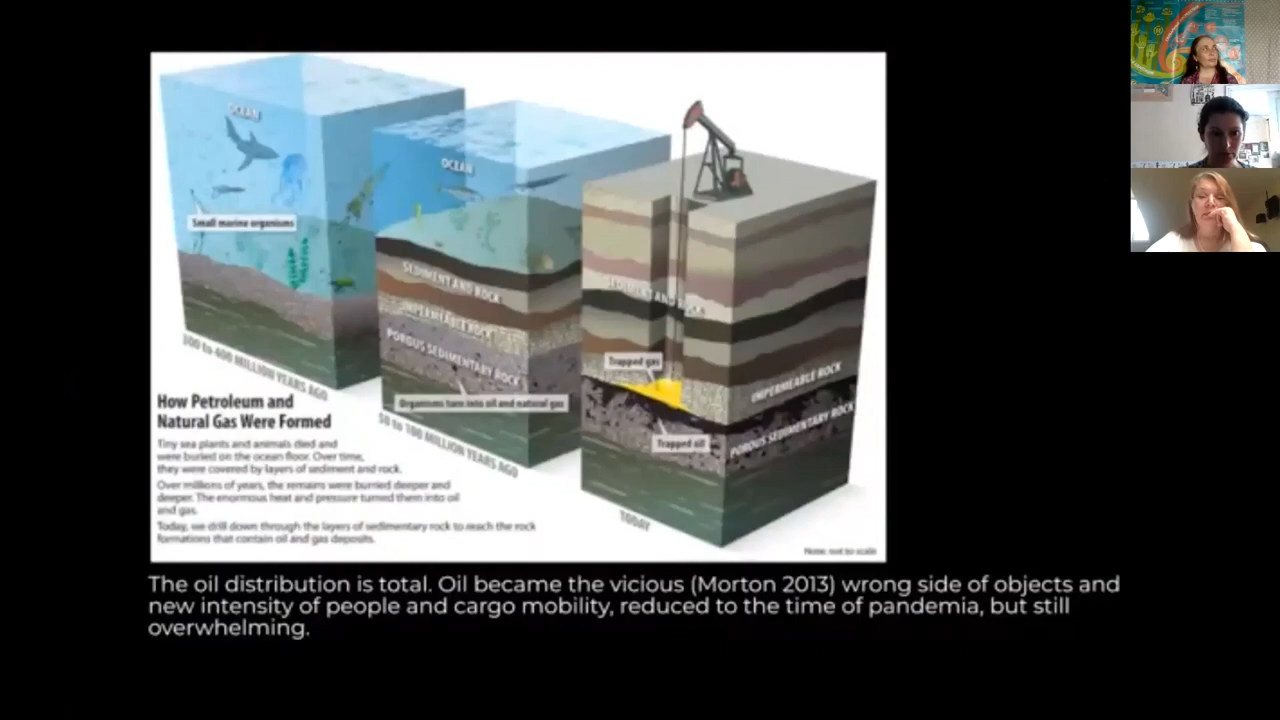 OCEAN
Small marine organisms
300 to 400 MILLION YEARS AGO
OCEAN
SEDIMENT AND ROCK
IMPERMEABLE ROCK
POROUS SEDIMENTARY ROCK
Organisms turn into oil and natural gas
50 to 100 MILLION YEARS AGO
SEDIMENT AND ROCK
Trapped gas
IMPERMEABLE ROCK
POROUS SEDIMENTARY ROCK
Trapped oil
TODAY
How Petroleum and
Natural Gas Were Formed
Tiny sea plants and animals died and
were buried on the ocean floor. Over time,
they were covered by layers of sediment and rock.
Over millions of years, the remains were burried deeper and
deeper. The enormous heat and pressure turned them into oil
and gas.
Today, we drill down through the layers of sedimentary rock to reach the rock
formations that contain oil and gas deposits.
Note: not to scale
The oil distribution is total. Oil became the vicious (Morton 2013) wrong side of objects and
new intensity of people and cargo mobility, reduced to the time of pandemia, but still
overwhelming.